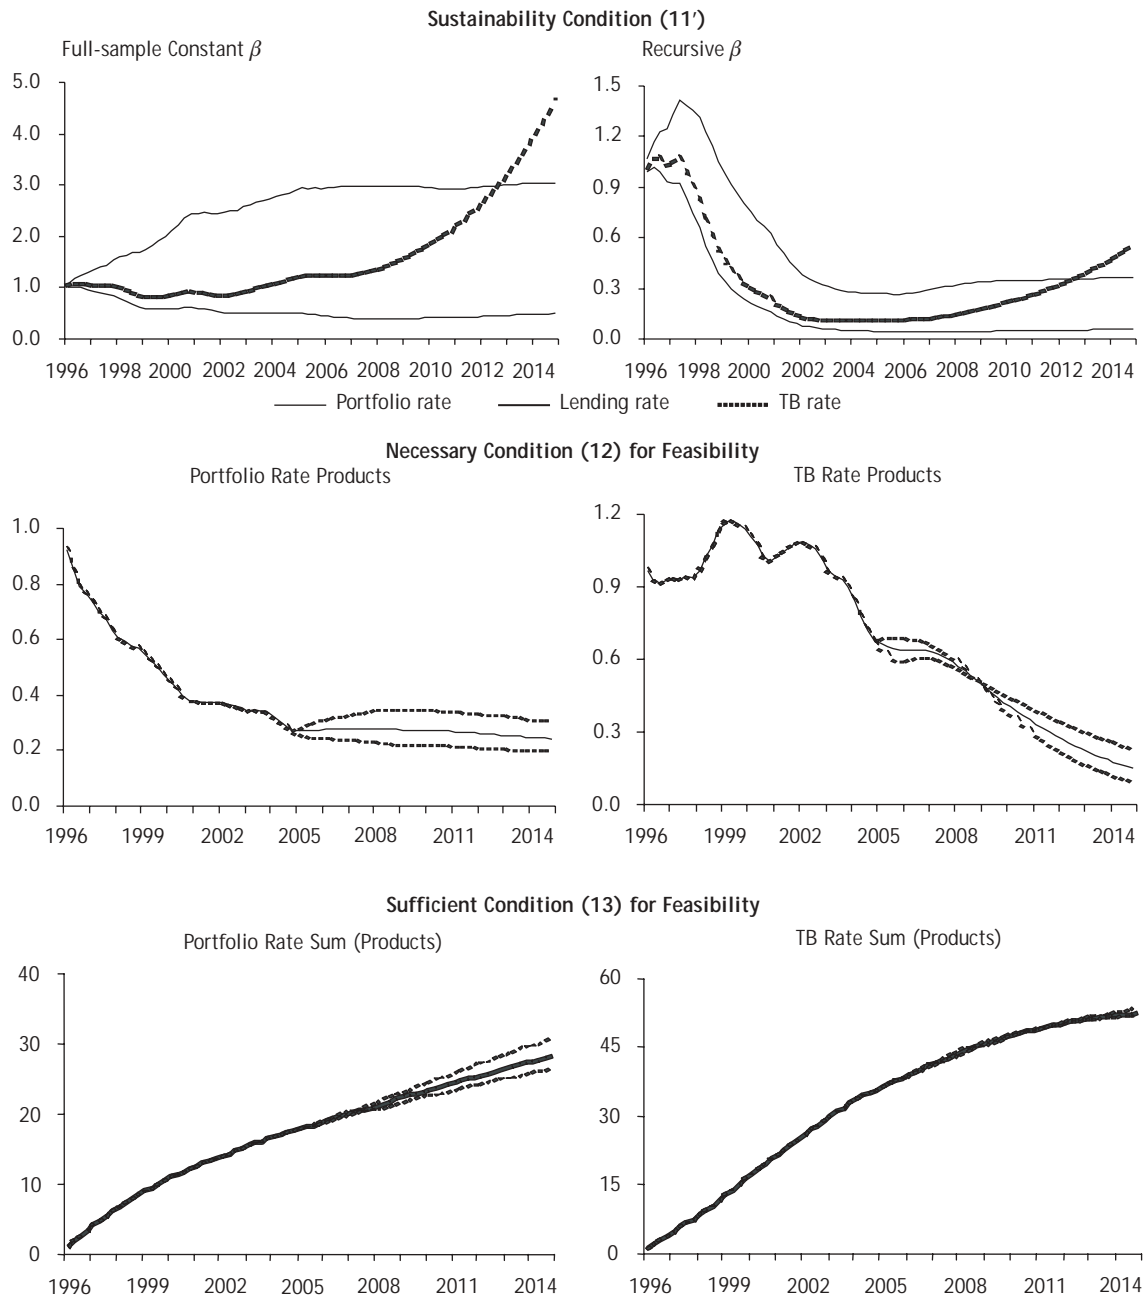 Sustainability Condition (11′)
Full-sample Constant β
Recursive β
5.0
4.0
3.0
2.0
1.0
0.0
1996 1998 2000 2002 2004 2006 2008 2010 2012 2014
1.5
1.2
0.9
0.6
0.3
0.0
1996 1998 2000 2002 2004 2006 2008 2010 2012 2014
Portfolio rate Lending rate TB rate
Necessary Condition (12) for Feasibility
Portfolio Rate Products
TB Rate Products
1.0
0.8
0.6
0.4
0.2
0.0
1996 1999 2002 2005 2008 2011 2014
1.2
0.9
0.6
0.3
0.0
1996 1999 2002 2005 2008 2011 2014
Sufficient Condition (13) for Feasibility
Portfolio Rate Sum (Products)
TB Rate Sum (Products)
40
30
20
10
0
1996 1999 2002 2005 2008 2011 2014
60
45
30
15
0
1996 1999 2002 2005 2008 2011 2014